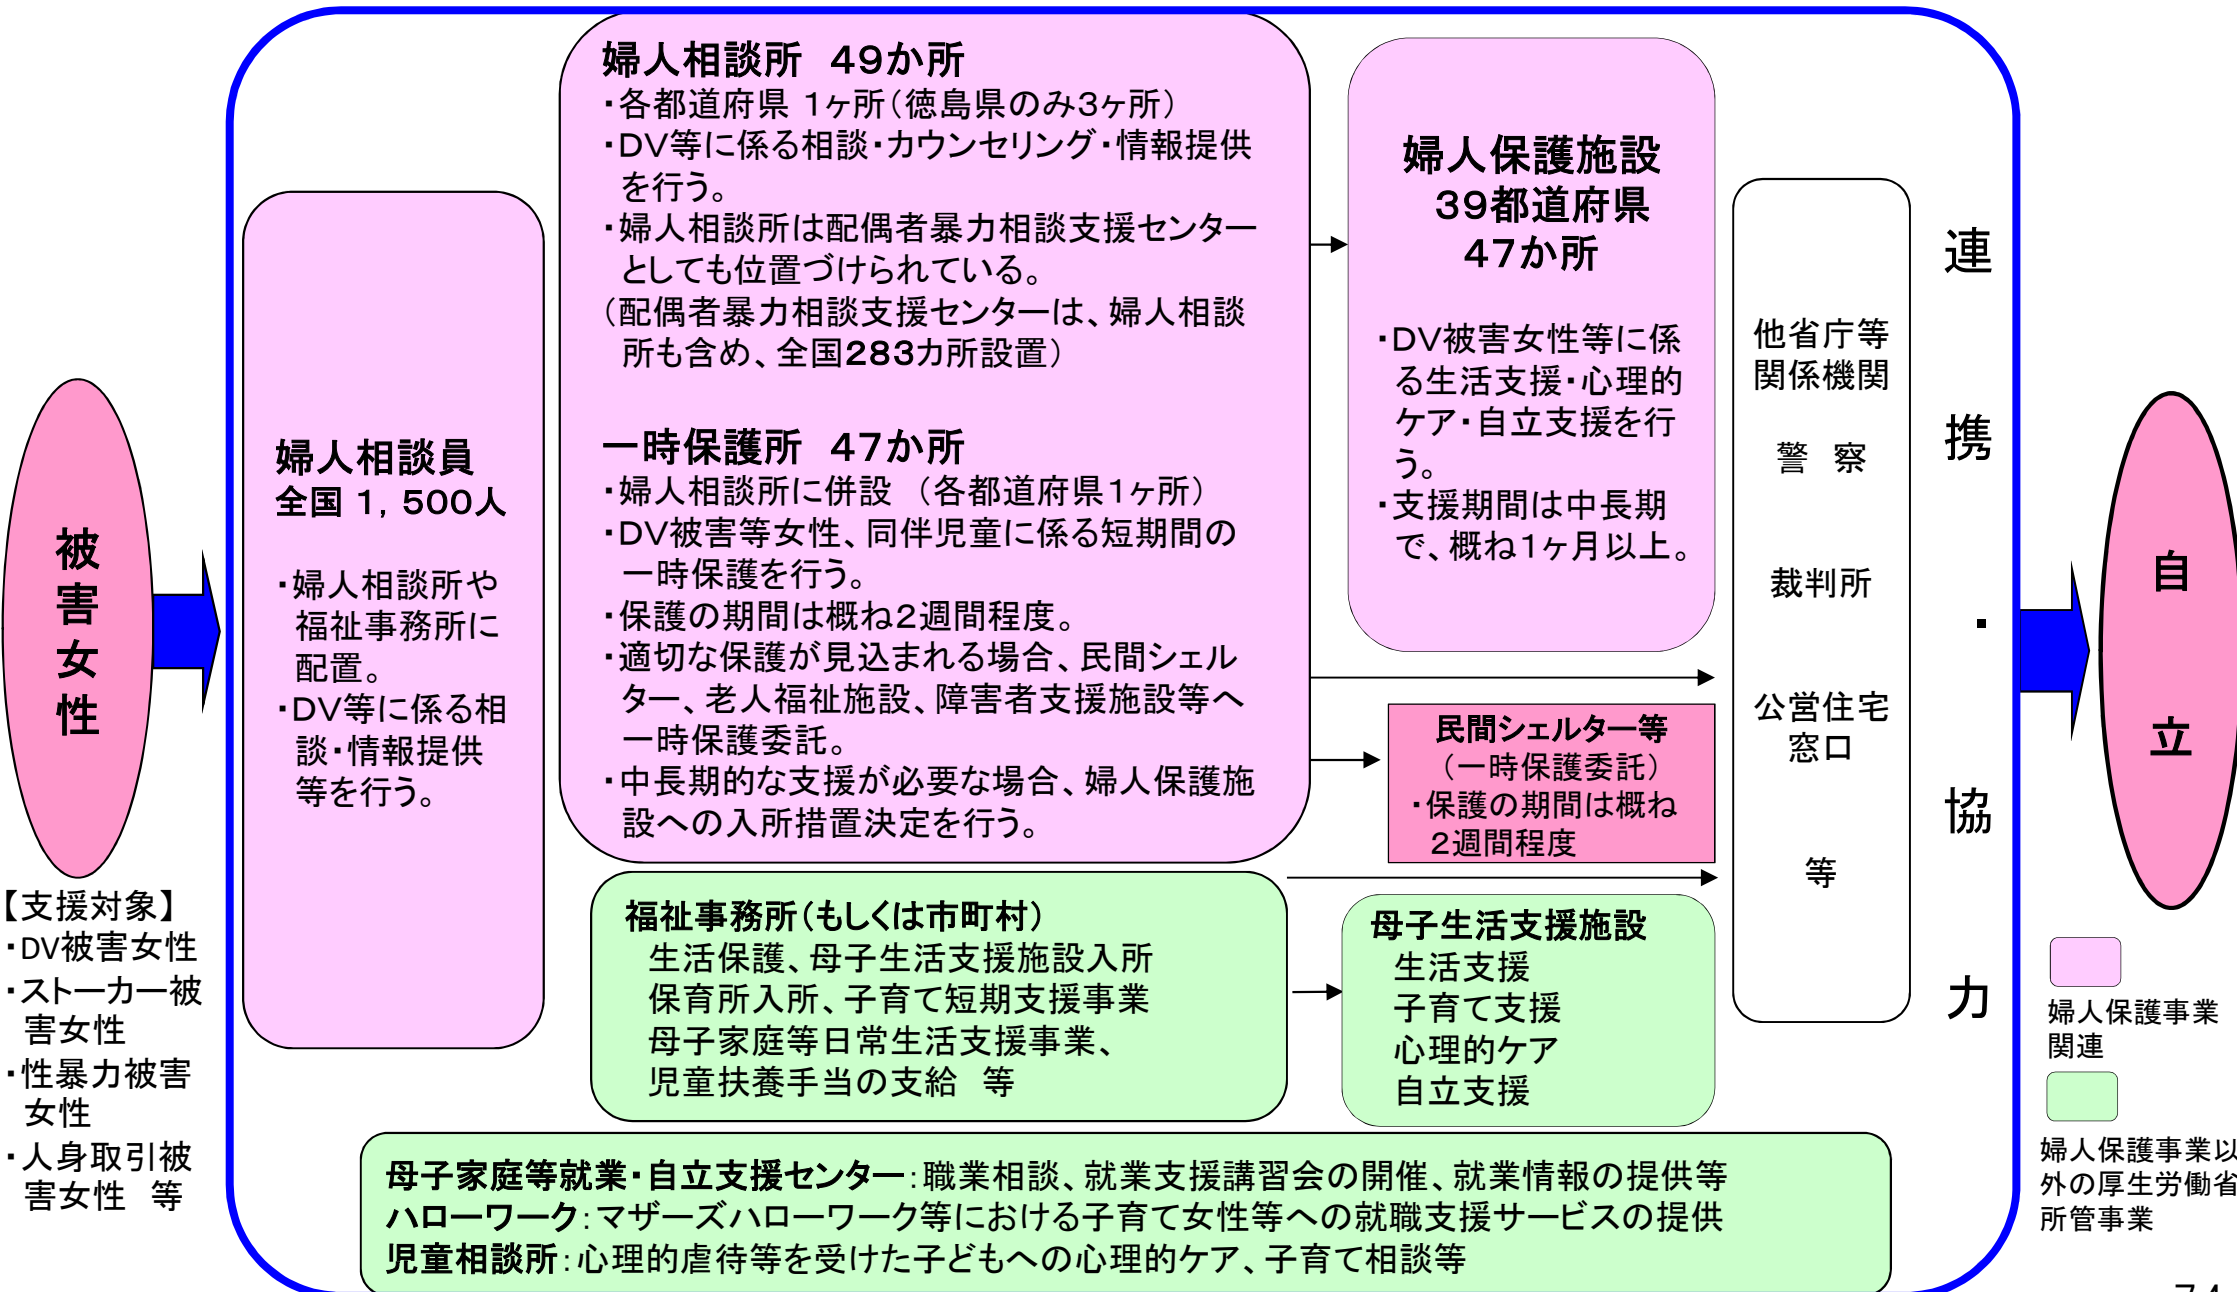 被
害
女
性
【支援対象】
・DV被害女性
・ストーカー被
害女性
・性暴力被害
女性
・人身取引被
害女性　等
婦人相談員
全国 1, 500人
・婦人相談所や
福祉事務所に
配置。
・DV等に係る相
談・情報提供
等を行う。
婦人相談所　49か所
・各都道府県 1ヶ所（徳島県のみ3ヶ所）
・DV等に係る相談・カウンセリング・情報提供
を行う。
・婦人相談所は配偶者暴力相談支援センター
としても位置づけられている。
（配偶者暴力相談支援センターは、婦人相談
所も含め、全国283カ所設置）
一時保護所　47か所
・婦人相談所に併設　（各都道府県1ヶ所）
・DV被害等女性、同伴児童に係る短期間の
一時保護を行う。
・保護の期間は概ね2週間程度。
・適切な保護が見込まれる場合、民間シェル
ター、老人福祉施設、障害者支援施設等へ
一時保護委託。
・中長期的な支援が必要な場合、婦人保護施
設への入所措置決定を行う。
婦人保護施設
39都道府県
47か所
・DV被害女性等に係
る生活支援・心理的
ケア・自立支援を行
う。
・支援期間は中長期
で、概ね1ヶ月以上。
民間シェルター等
（一時保護委託）
・保護の期間は概ね
2週間程度
福祉事務所（もしくは市町村）
生活保護、母子生活支援施設入所
保育所入所、子育て短期支援事業
母子家庭等日常生活支援事業、
児童扶養手当の支給　等
母子生活支援施設
生活支援
子育て支援
心理的ケア
自立支援
他省庁等
関係機関
警　察
裁判所
公営住宅
窓口
等
連
携
・
協
力
自
立
婦人保護事業
関連
婦人保護事業以
外の厚生労働省
所管事業
母子家庭等就業・自立支援センター：職業相談、就業支援講習会の開催、就業情報の提供等
ハローワーク：マザーズハローワーク等における子育て女性等への就職支援サービスの提供
児童相談所：心理的虐待等を受けた子どもへの心理的ケア、子育て相談等